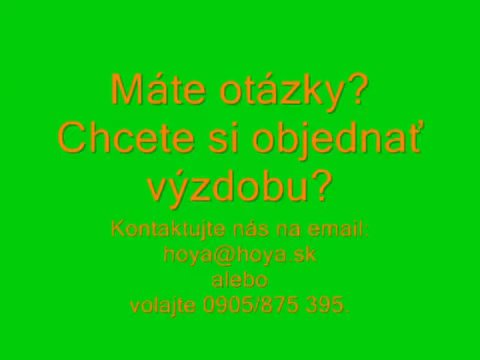 Máte otázky?
Chcete si objednať
výzdobu?
Kontaktujte nás na email:
hoya@hoya.sk
alebo
volajte 0905/875 395.